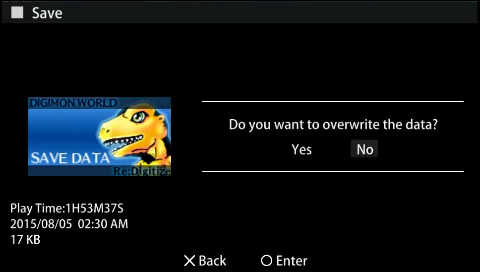 Save
DIGIMON WORLD
SAVE DATA
Re:Digitize
Do you want to overwrite the data?
Yes No
Play Time:1H53M37S
2015/08/05 02:30 AM
17 KB
Back Enter